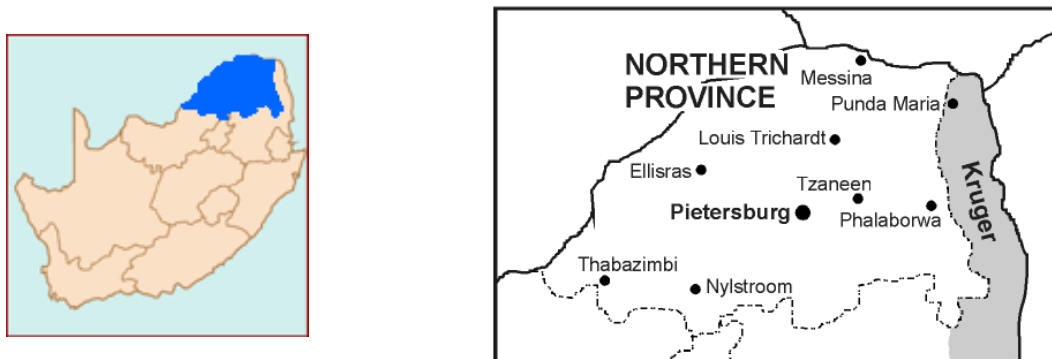 NORTHERN
PROVINCE
Messina
Punda Maria
Louis Trichardt
Ellisras
Tzaneen
Kruger
Pietersburg
Phalaborwa
Thabazimbi
Nylstroom